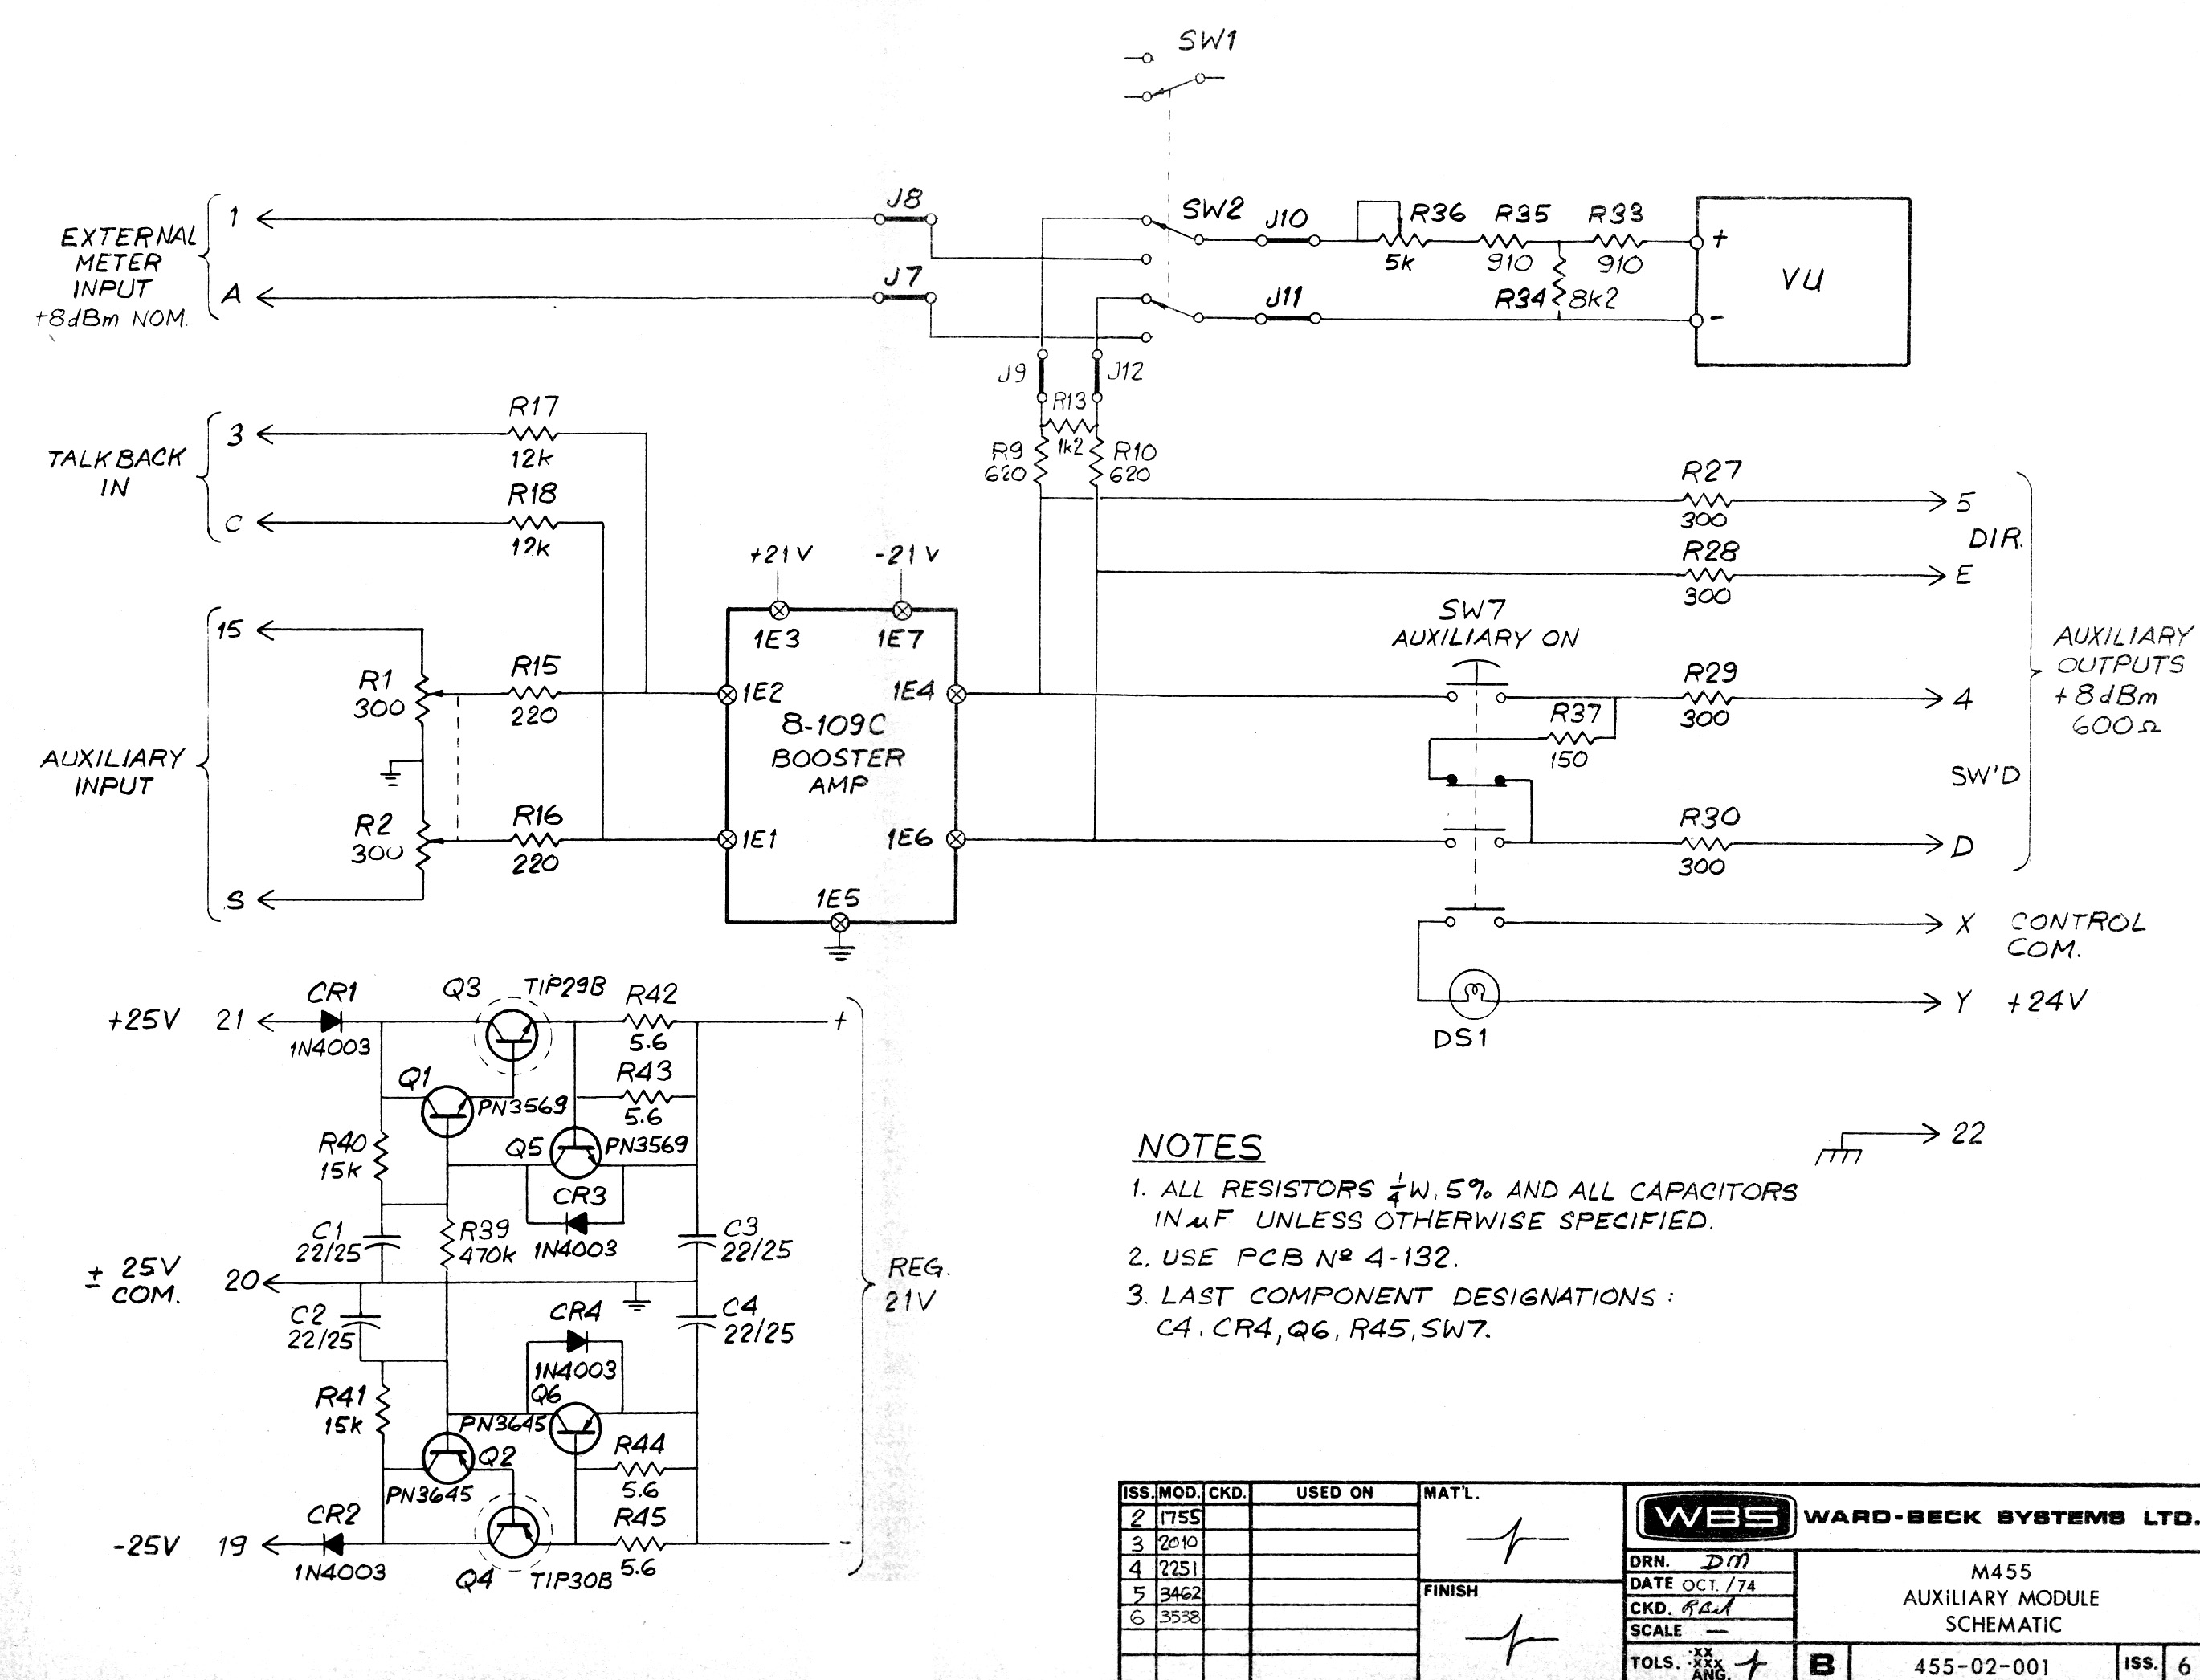 SW1
EXTERNAL
METER
INPUT
+8dBm NOM.
1
A
J8
J7
SW2
J10
J11
R36
5k
R35
910
R33
910
R34
8k2
+
-
VU
J9
J12
R13
1k2
R9
620
R10
620
TALKBACK
IN
3
C
R17
12k
R18
12k
AUXILIARY
INPUT
15
S
R1
300
R2
300
R15
220
R16
220
+21V
-21V
1E3
1E7
1E2
1E4
8-109C
BOOSTER
AMP
1E1
1E6
1E5
R27
300
5
DIR.
R28
300
E
SW7
AUXILIARY ON
R29
300
4
R37
150
SW'D
R30
300
D
AUXILIARY
OUTPUTS
+8dBm
600Ω
X
CONTROL
COM.
Y
+24V
DS1
22
+25V 21
CR1
1N4003
Q3
TIP29B
R42
5.6
+
R43
5.6
Q1
PN3569
Q5
PN3569
R40
15k
CR3
1N4003
C1
22/25
R39
470k
C3
22/25
± 25V
COM.
20
REG.
21V
C2
22/25
CR4
1N4003
C4
22/25
Q6
PN3645
R41
15k
Q2
PN3645
R44
5.6
R45
5.6
-25V 19
CR2
1N4003
Q4
TIP30B
-
NOTES
1. ALL RESISTORS ¼W, 5% AND ALL CAPACITORS
IN µF UNLESS OTHERWISE SPECIFIED.
2. USE PCB Nº 4-132.
3. LAST COMPONENT DESIGNATIONS :
C4, CR4, Q6, R45, SW7.
ISS. MOD. CKD. USED ON
2 1755
3 2010
4 2251
5 3462
6 3538
MAT'L.
FINISH
WBS WARD-BECK SYSTEMS LTD.
DRN. DM
DATE OCT. /74
CKD.
SCALE —
TOLS. .XX
.XXX
ANG.
M455
AUXILIARY MODULE
SCHEMATIC
B 455-02-001 ISS. 6